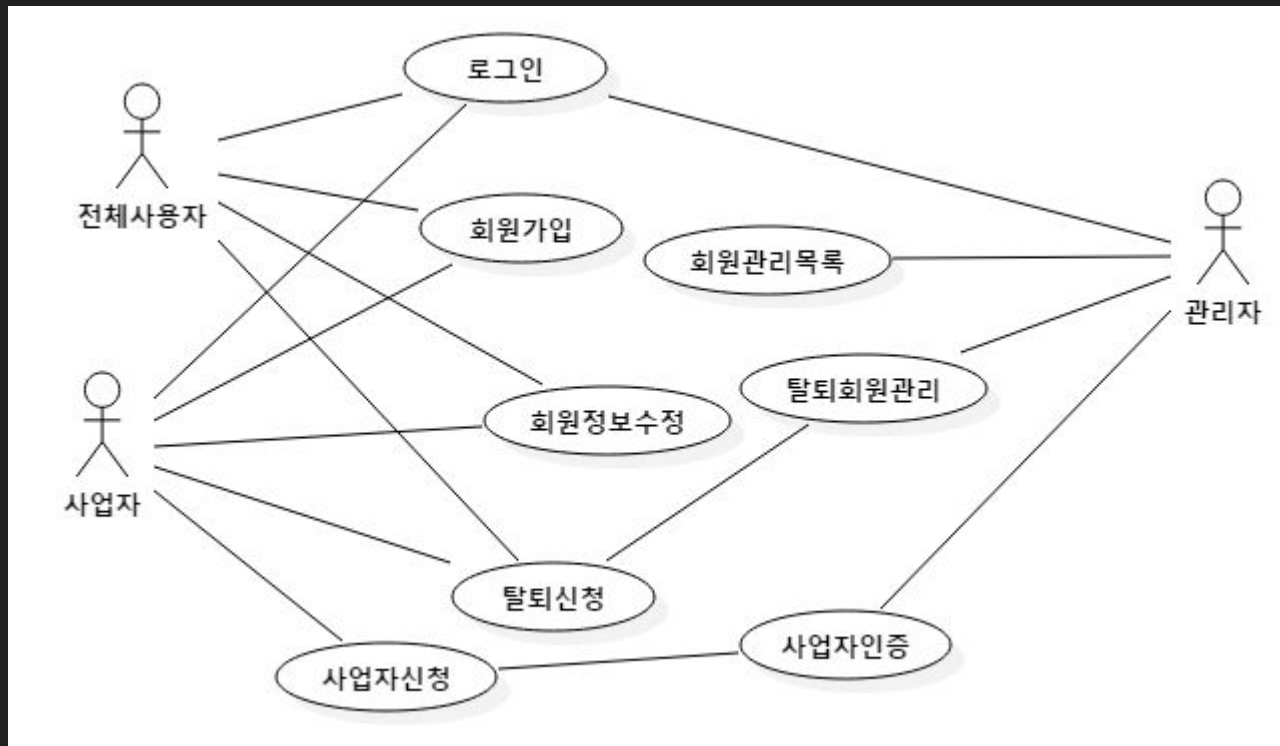 로그인
전체사용자
회원가입
회원관리목록
관리자
탈퇴회원관리
회원정보수정
사업자
탈퇴신청
사업자인증
사업자신청